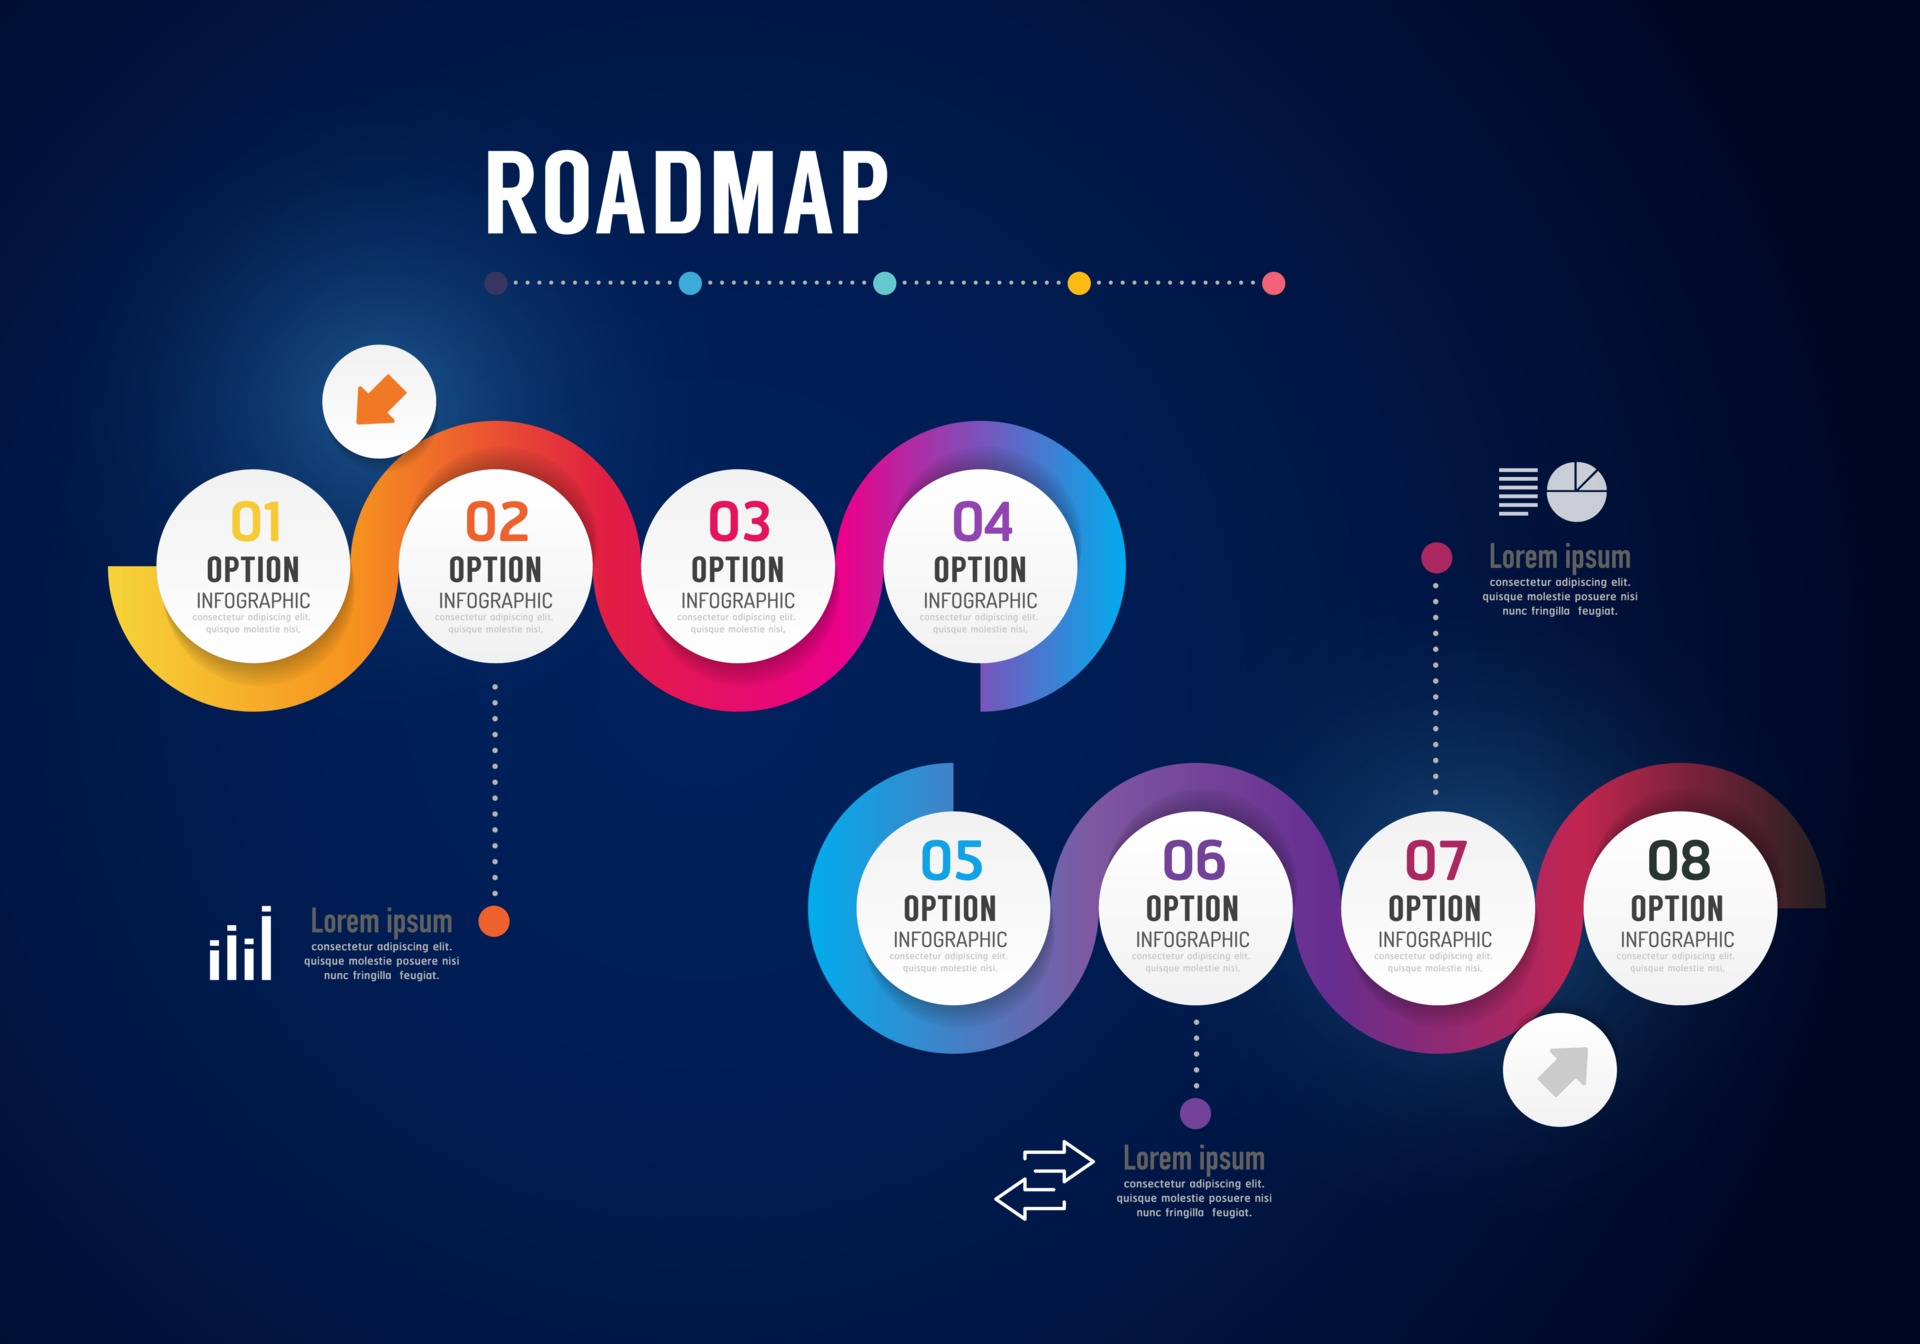 ROADMAP
01
OPTION
INFOGRAPHIC
consectetur adipiscing elit.
quisque molestie nisi,
02
OPTION
INFOGRAPHIC
consectetur adipiscing elit.
quisque molestie nisi,
03
OPTION
INFOGRAPHIC
consectetur adipiscing elit.
quisque molestie nisi,
04
OPTION
INFOGRAPHIC
consectetur adipiscing elit.
quisque molestie nisi,
Lorem ipsum
consectetur adipiscing elit.
quisque molestie posuere nisi
nunc fringilla feugiat.
05
OPTION
INFOGRAPHIC
consectetur adipiscing elit.
quisque molestie nisi,
06
OPTION
INFOGRAPHIC
consectetur adipiscing elit.
quisque molestie nisi,
07
OPTION
INFOGRAPHIC
consectetur adipiscing elit.
quisque molestie nisi,
08
OPTION
INFOGRAPHIC
consectetur adipiscing elit.
quisque molestie nisi,
Lorem ipsum
consectetur adipiscing elit.
quisque molestie posuere nisi
nunc fringilla feugiat.
Lorem ipsum
consectetur adipiscing elit.
quisque molestie posuere nisi
nunc fringilla feugiat.